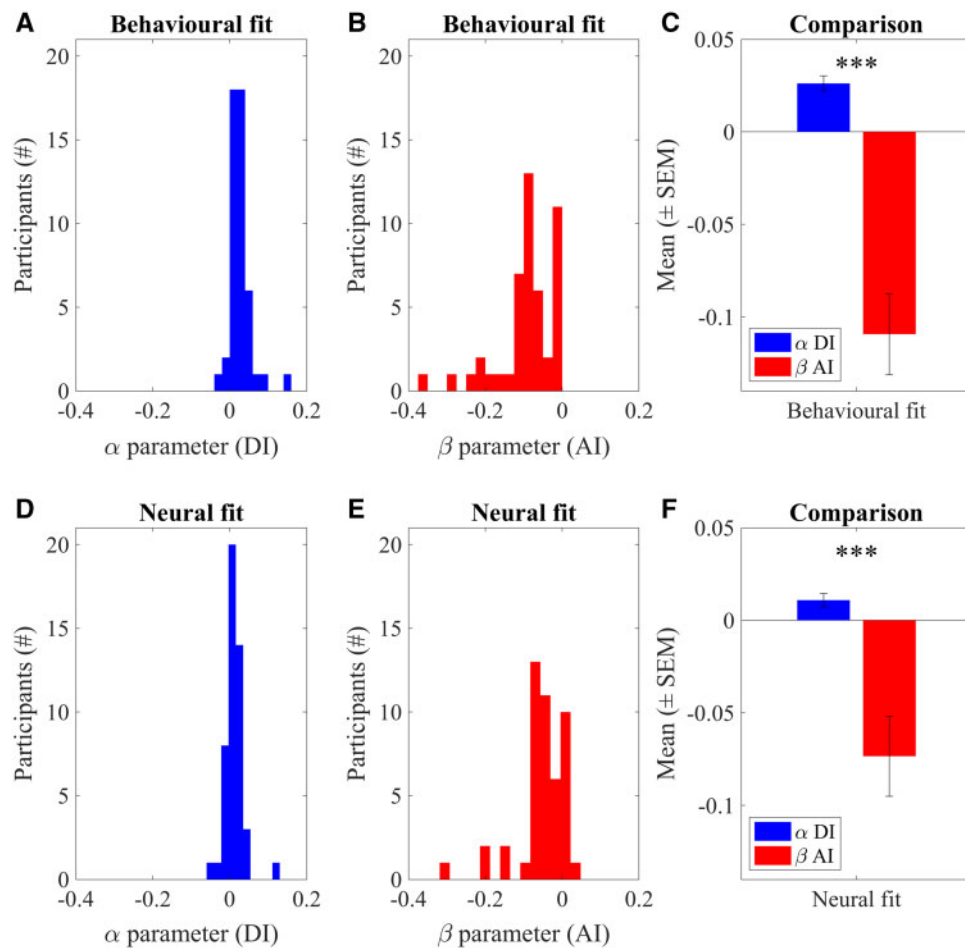 A
Behavioural fit
20
15
10
5
0
Participants (#)
-0.4 -0.2 0 0.2
α parameter (DI)
B
Behavioural fit
20
15
10
5
0
Participants (#)
-0.4 -0.2 0 0.2
β parameter (AI)
C
Comparison
0.05
0
-0.05
-0.1
Mean (± SEM)
***
α DI
β AI
Behavioural fit
D
Neural fit
20
15
10
5
0
Participants (#)
-0.4 -0.2 0 0.2
α parameter (DI)
E
Neural fit
20
15
10
5
0
Participants (#)
-0.4 -0.2 0 0.2
β parameter (AI)
F
Comparison
0.05
0
-0.05
-0.1
Mean (± SEM)
***
α DI
β AI
Neural fit